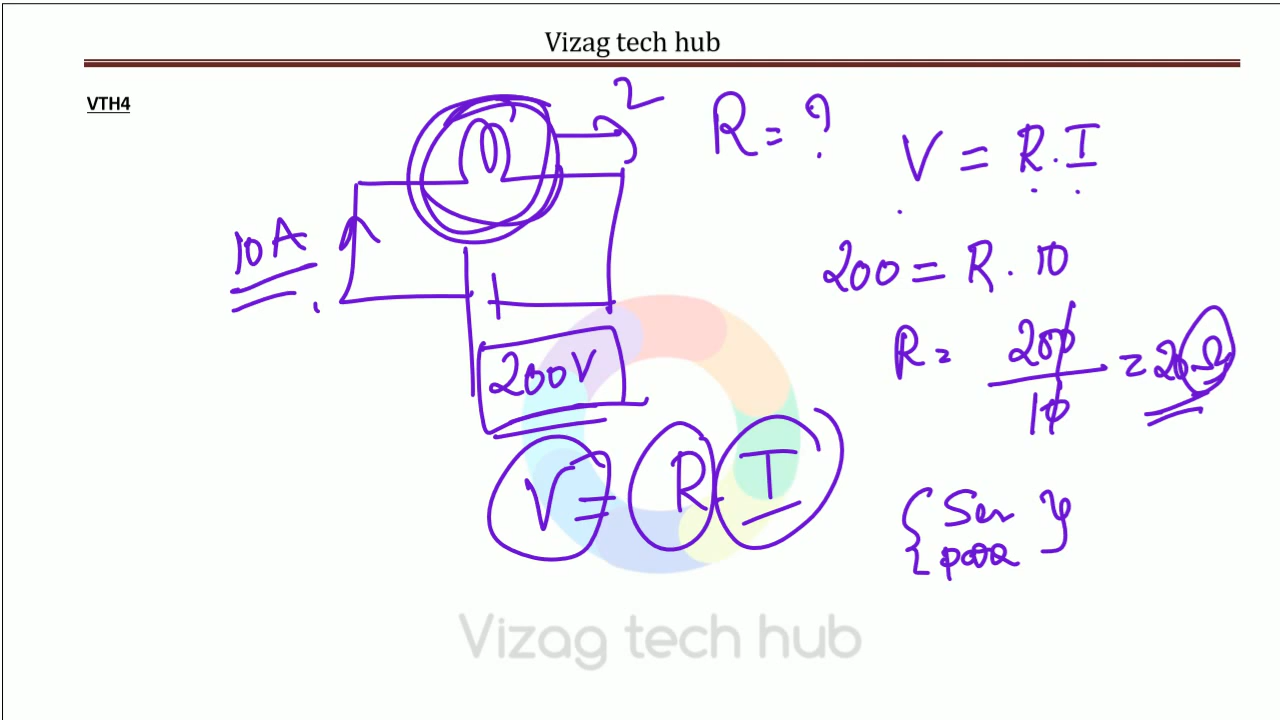 Vizag tech hub
VTH4
2
R = ?
V = R.I
10A
200 = R . 10
R = 200/10 = 20Ω
200V
V = R.I
{ Ser }
{ para
Vizag tech hub